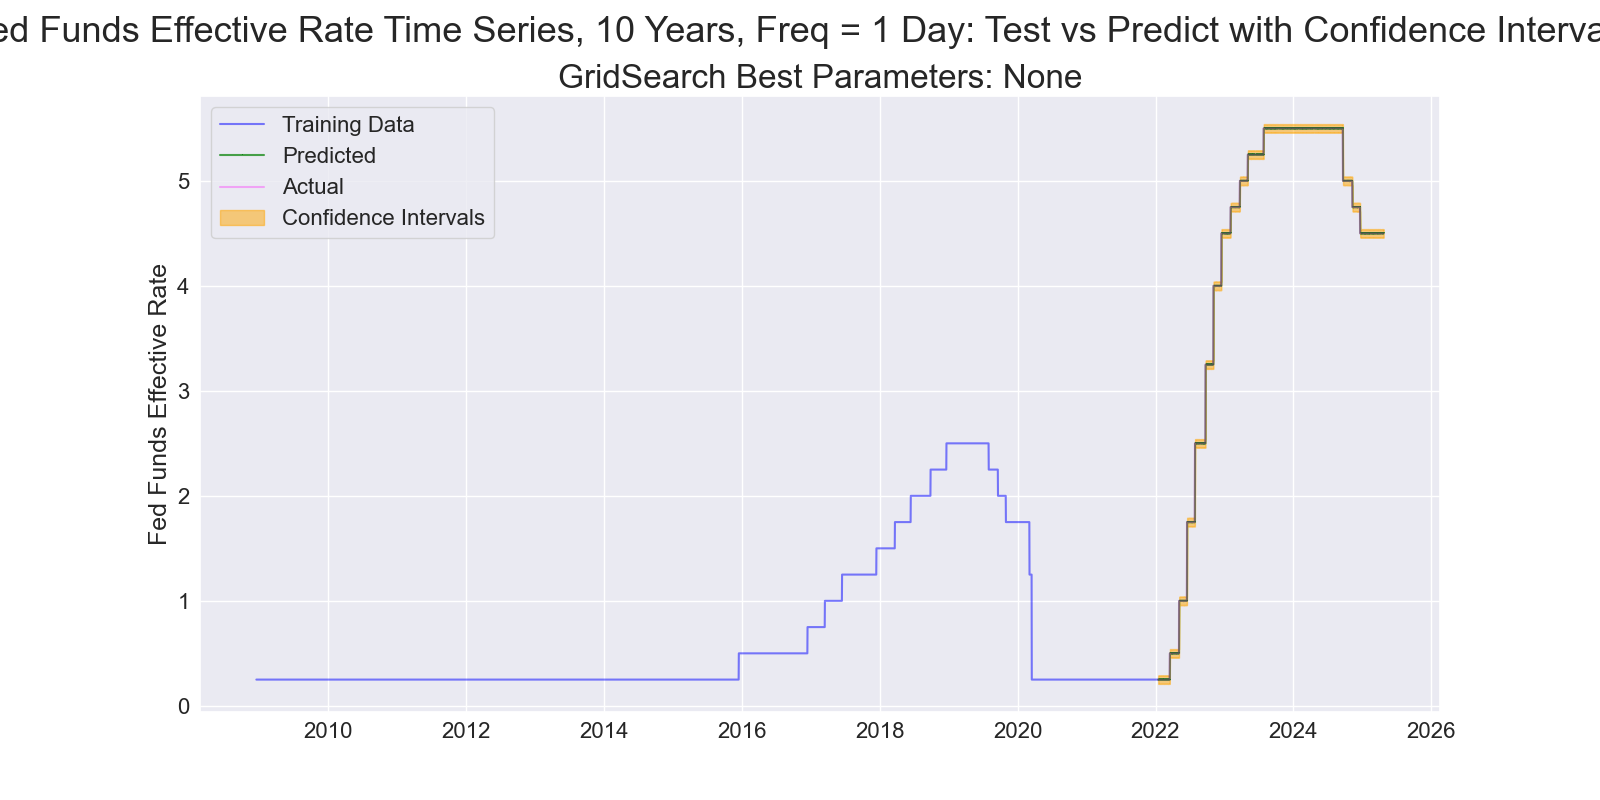 ed Funds Effective Rate Time Series, 10 Years, Freq = 1 Day: Test vs Predict with Confidence Interva
GridSearch Best Parameters: None
Training Data
Predicted
Actual
Confidence Intervals
Fed Funds Effective Rate
5
4
3
2
1
0
2010 2012 2014 2016 2018 2020 2022 2024 2026